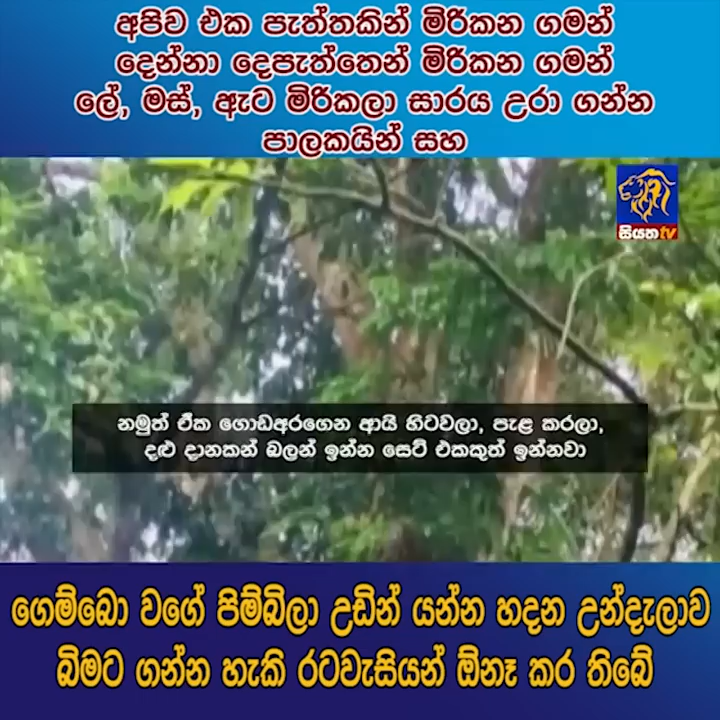 අපිව එක පැත්තකින් මිරිකන ගමන්
දෙන්නා දෙපැත්තෙන් මිරිකන ගමන්
ලේ, මස්, ඇට මිරිකලා සාරය උරා ගන්න
පාලකයින් සහ
සියත tv
නමුත් ඒක ගොඩඅරගෙන ආයි හිටවලා, පැළ කරලා,
දළු දානකන් බලන් ඉන්න සෙට් එකකුත් ඉන්නවා
ගෙම්බො වගේ පිම්බිලා උඩින් යන්න හදන උන්දැලාව
බිමට ගන්න හැකි රටවැසියන් ඕනෑ කර තිබේ